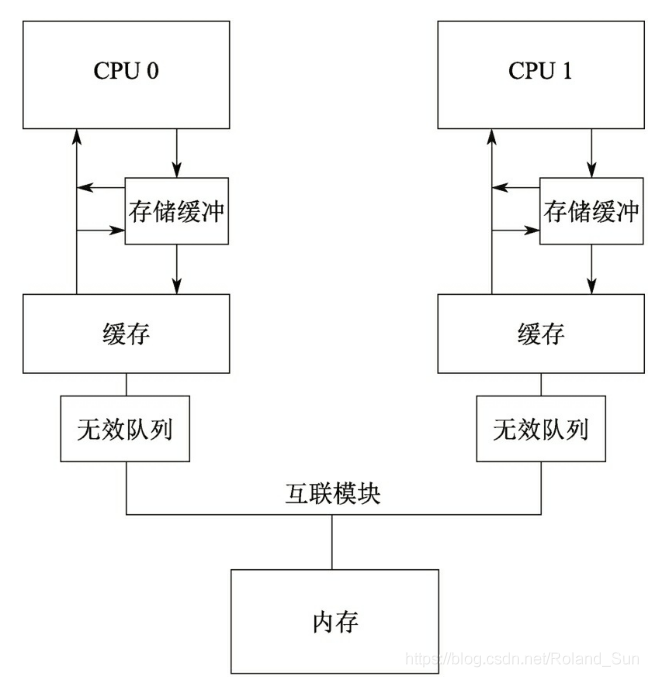 CPU 0
CPU 1
存储缓冲
存储缓冲
缓存
缓存
无效队列
无效队列
互联模块
内存
https://blog.csdn.net/Roland_Sun